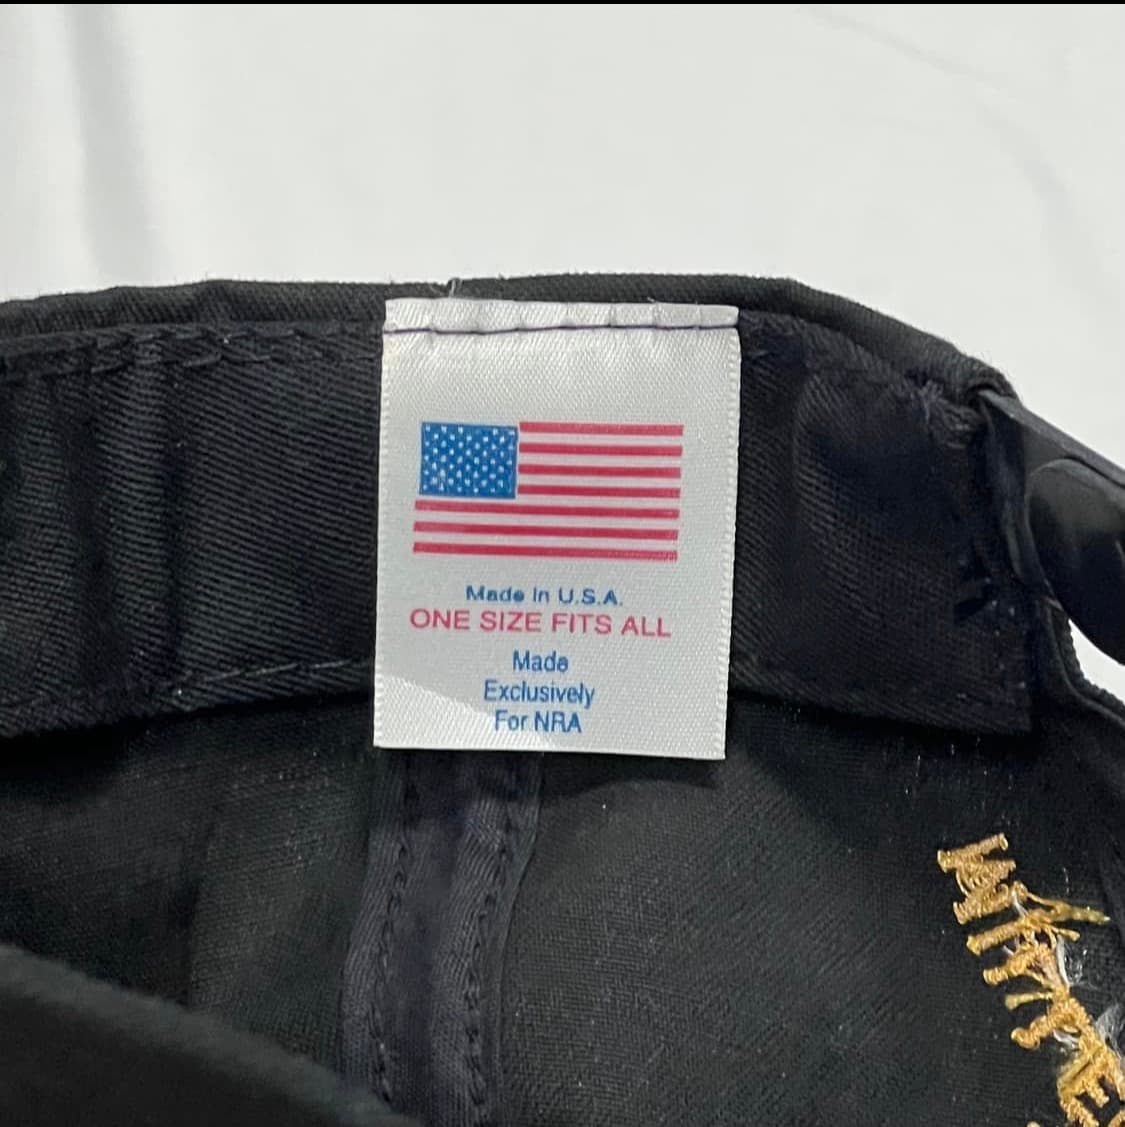 Made In U.S.A.
ONE SIZE FITS ALL
Made
Exclusively
For NRA